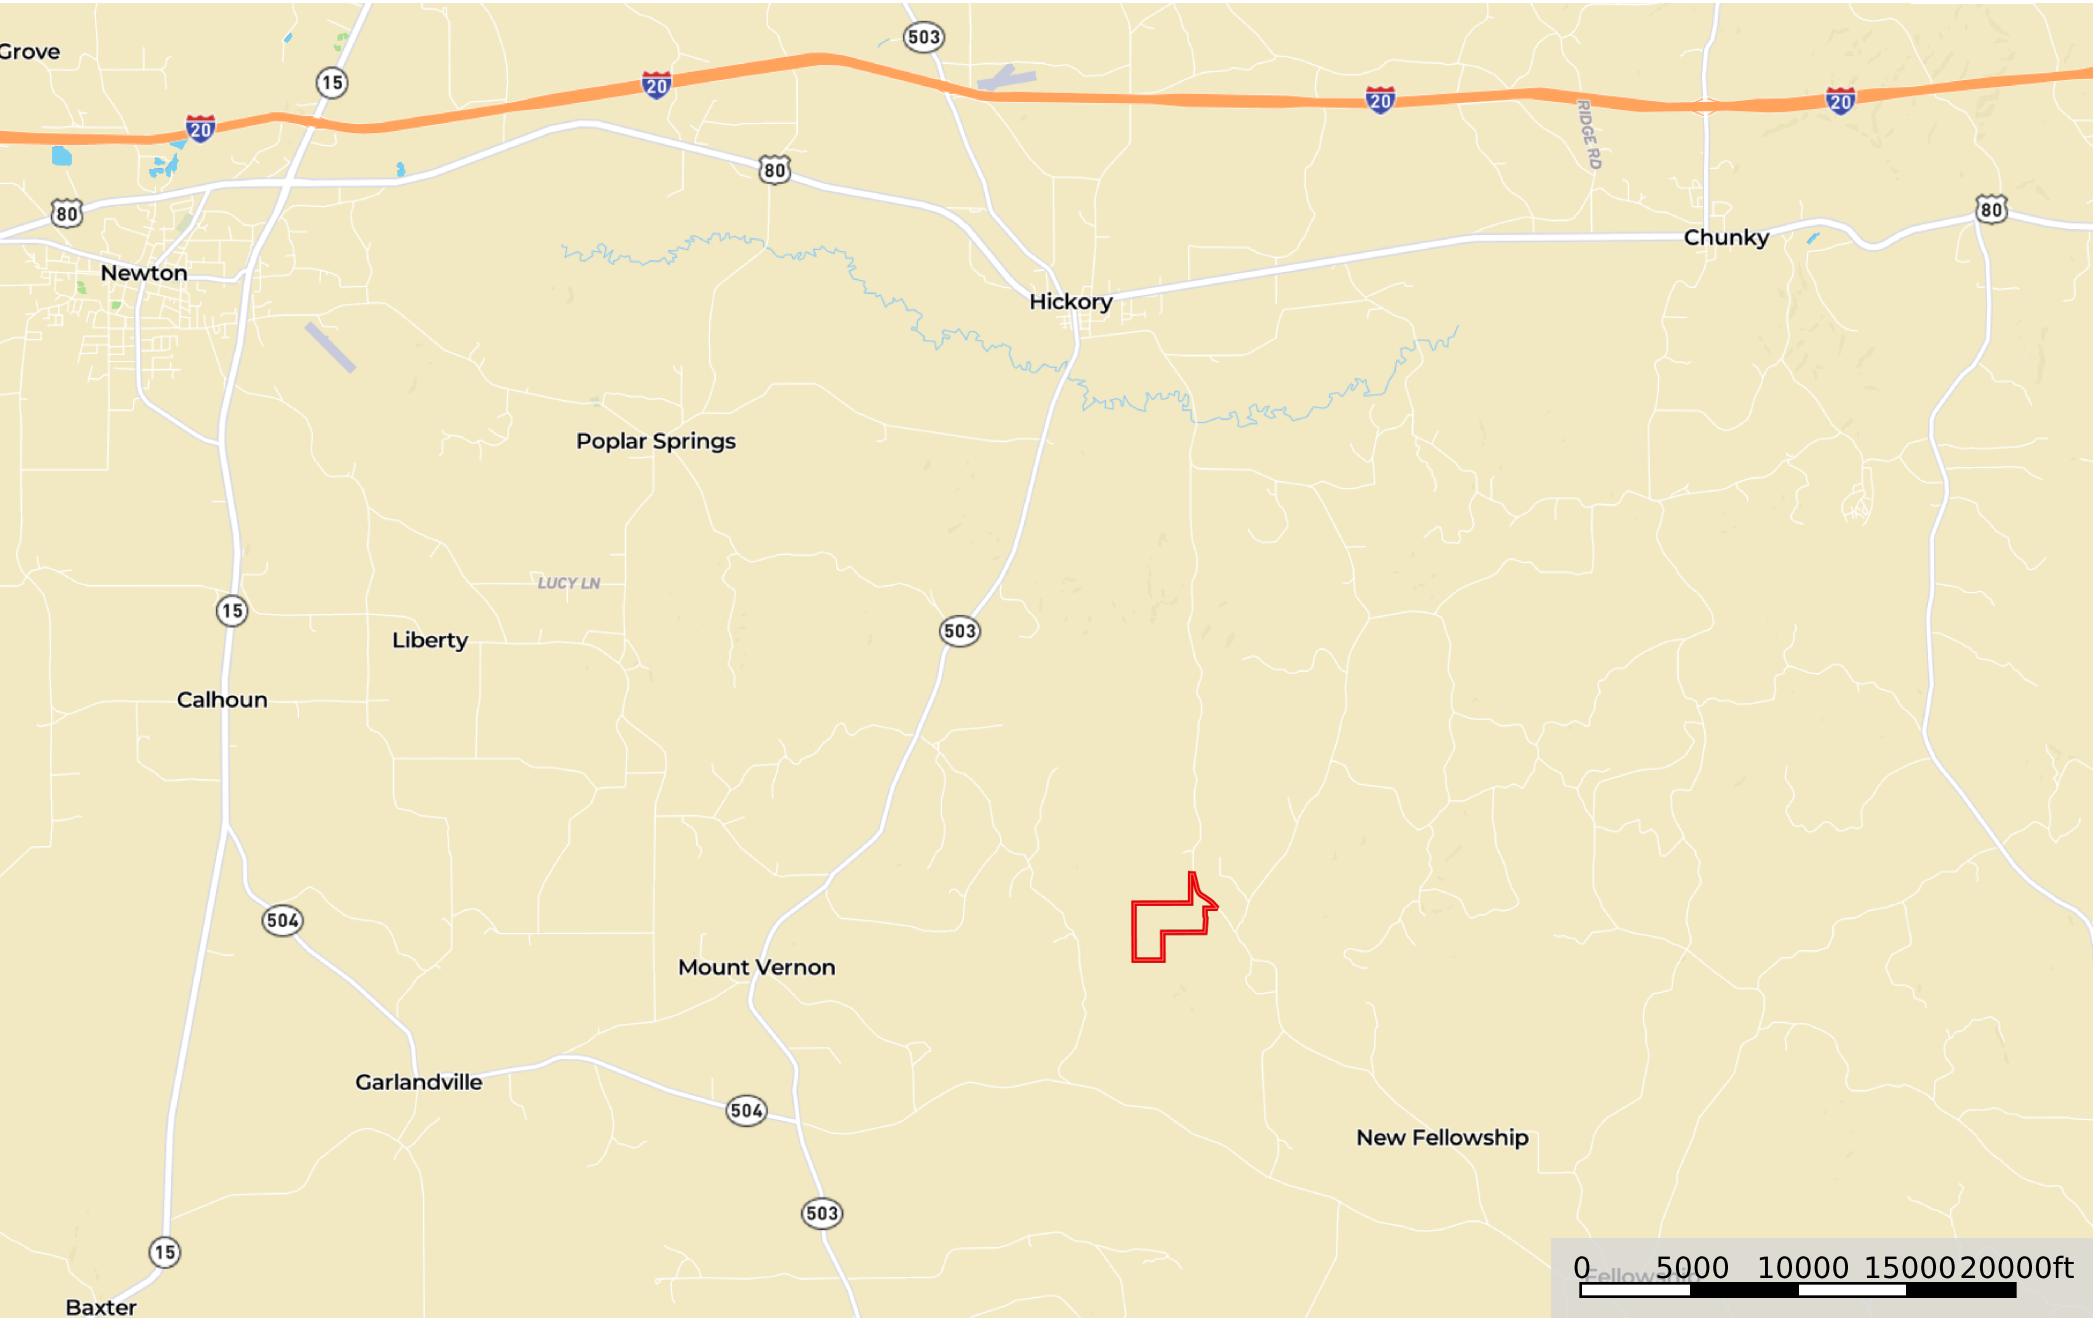 503
Grove
15
20
20
20
20
RIDGE RD
80
80
80
Chunky
Newton
Hickory
Poplar Springs
LUCY LN
15
503
Liberty
Calhoun
504
Mount Vernon
Garlandville
504
New Fellowship
503
15
Baxter
0 5000 10000 15000 20000ft
Fellowship